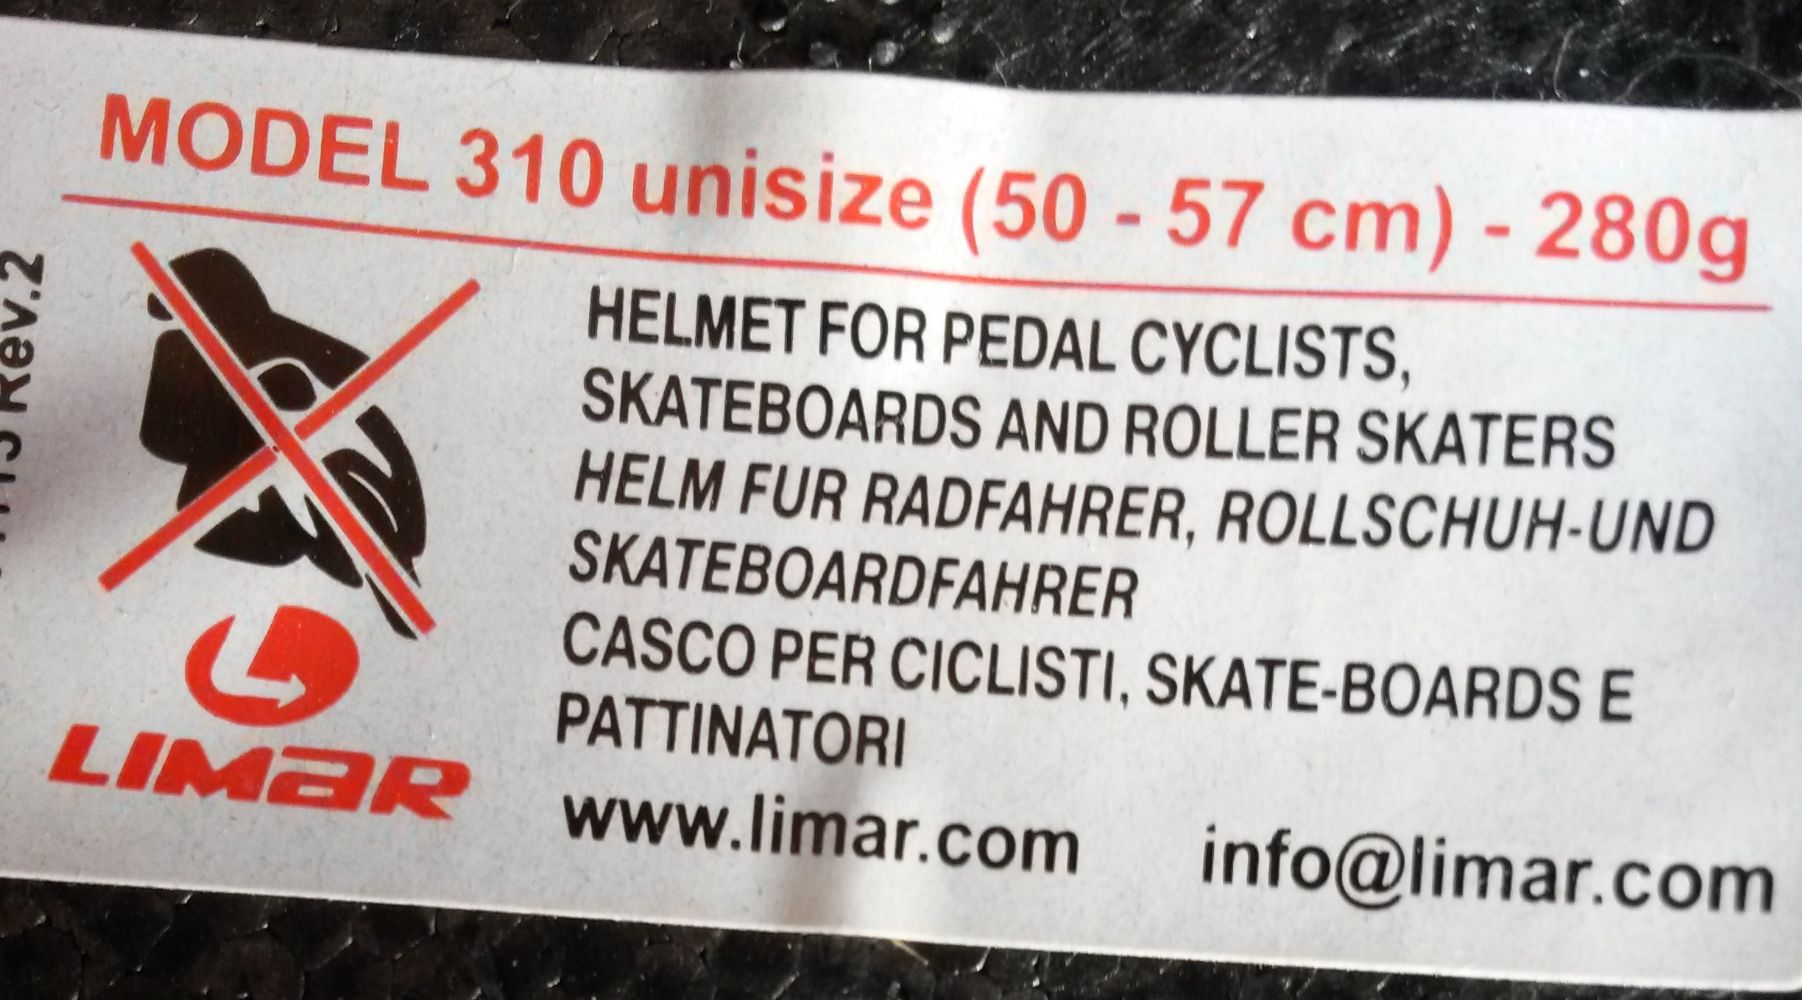 MODEL 310 unisize (50 - 57 cm) - 280g
HELMET FOR PEDAL CYCLISTS,
SKATEBOARDS AND ROLLER SKATERS
HELM FUR RADFAHRER, ROLLSCHUH-UND
SKATEBOARDFAHRER
CASCO PER CICLISTI, SKATE-BOARDS E
PATTINATORI
www.limar.com info@limar.com
LIMAR
Rev.2